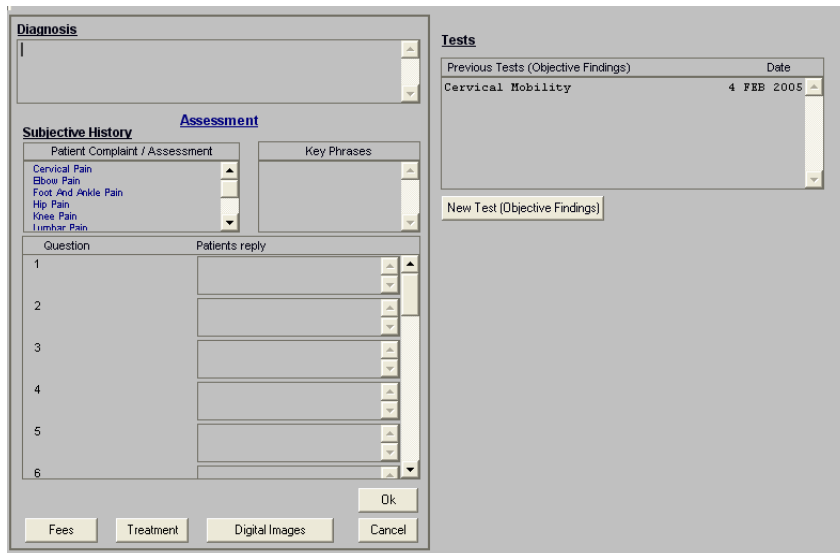 Diagnosis
Assessment
Subjective History
Patient Complaint / Assessment
Key Phrases
Cervical Pain
Elbow Pain
Foot And Ankle Pain
Hip Pain
Knee Pain
Lumbar Pain
Question Patients reply
1
2
3
4
5
6
Ok
Fees Treatment Digital Images Cancel
Tests
Previous Tests (Objective Findings) Date
Cervical Mobility 4 FEB 2005
New Test (Objective Findings)